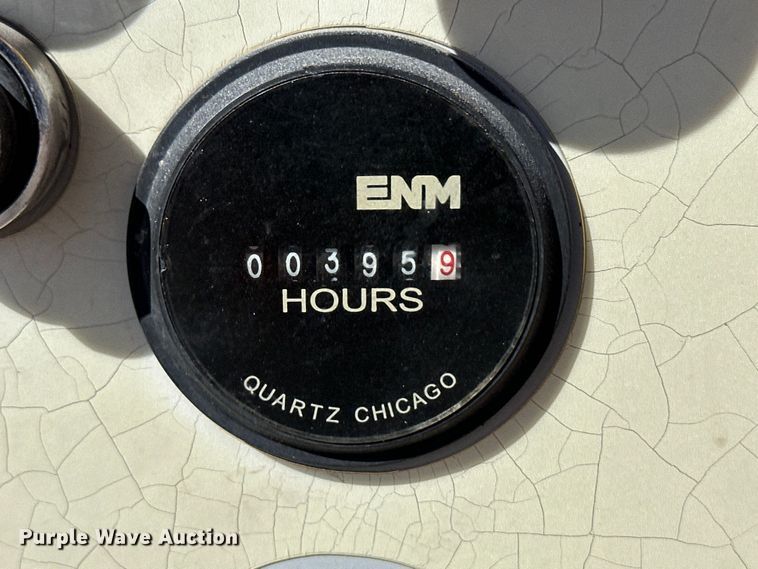 ENM
003959
HOURS
QUARTZ CHICAGO
Purple Wave Auction